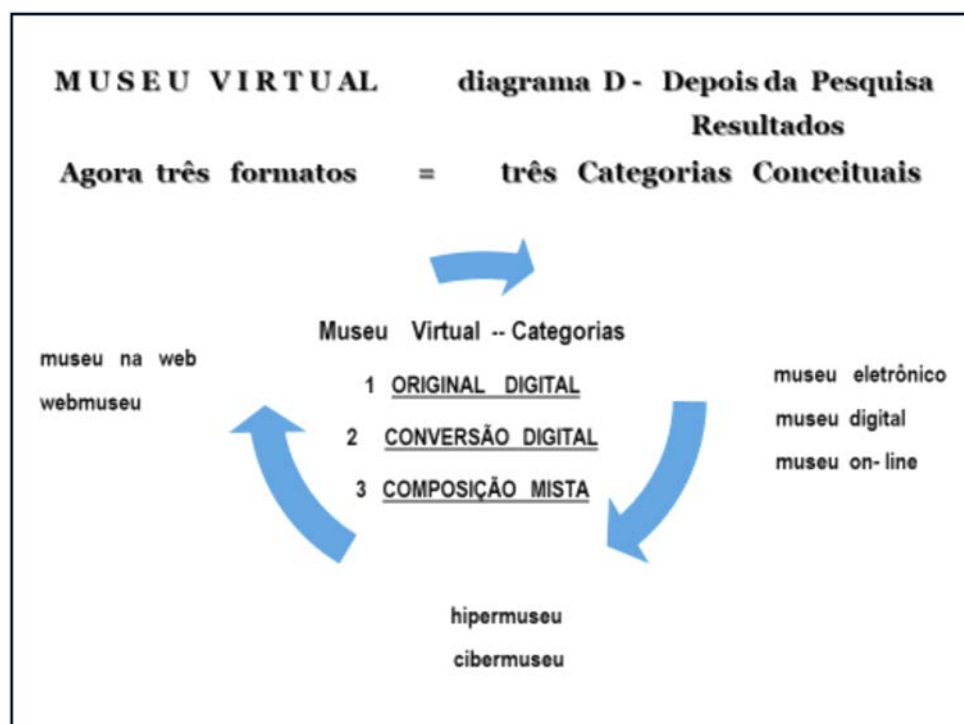 MUSEU VIRTUAL diagrama D - Depois da Pesquisa
Resultados
Agora três formatos = três Categorias Conceituais
Museu Virtual -- Categorias
1 ORIGINAL DIGITAL
2 CONVERSÃO DIGITAL
3 COMPOSIÇÃO MISTA
museu na web
webmuseu
museu eletrônico
museu digital
museu on-line
hipermuseu
cibermuseu